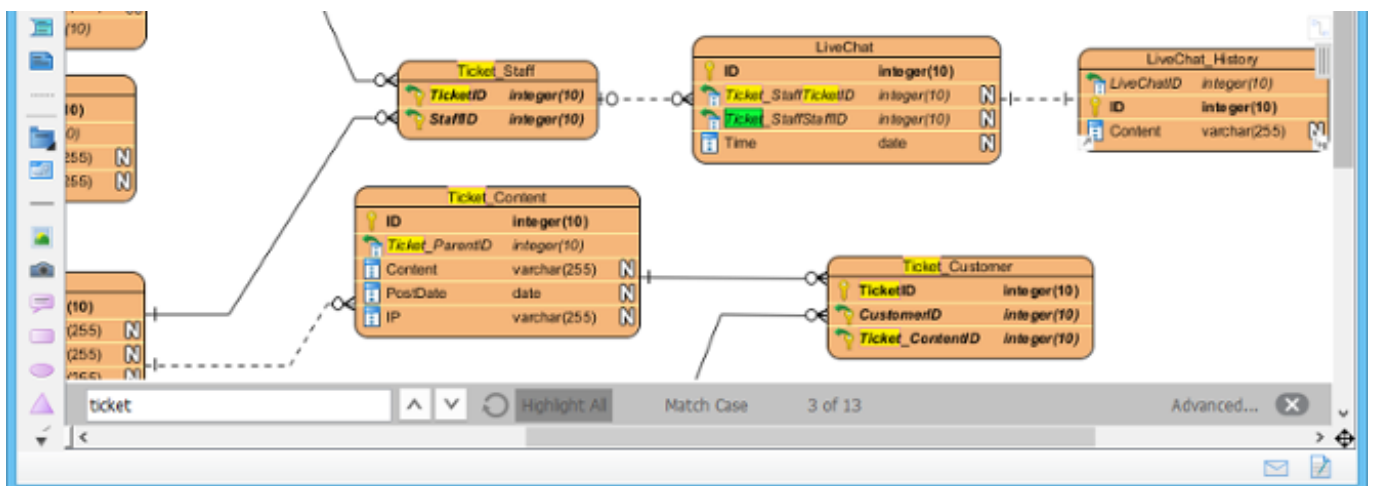 (10)
10)
0)
255) N
255) N
Ticket_Staff
TicketID integer(10)
StaffID integer(10)
LiveChat
ID integer(10)
Ticket_StaffTicketID integer(10) N
Ticket_StaffStaffID integer(10) N
Time date N
LiveChat_History
LiveChatID integer(10)
ID integer(10)
Content varchar(255) N
Ticket_Content
ID integer(10)
Ticket_ParentID integer(10)
Content varchar(255) N
PostDate date N
IP varchar(255) N
Ticket_Customer
TicketID integer(10)
CustomerID integer(10)
Ticket_ContentID integer(10)
(10)
(255) N
(255) N
(255) N
ticket Highlight All Match Case 3 of 13 Advanced...